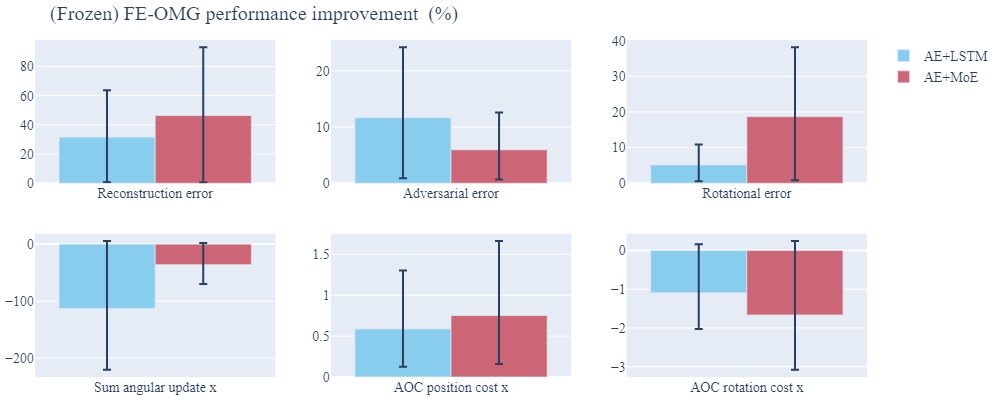 (Frozen) FE-OMG performance improvement (%)
AE+LSTM
AE+MoE
80
60
40
20
0
Reconstruction error
20
10
0
Adversarial error
40
30
20
10
0
Rotational error
0
−100
−200
Sum angular update x
1.5
1
0.5
0
AOC position cost x
0
−1
−2
−3
AOC rotation cost x